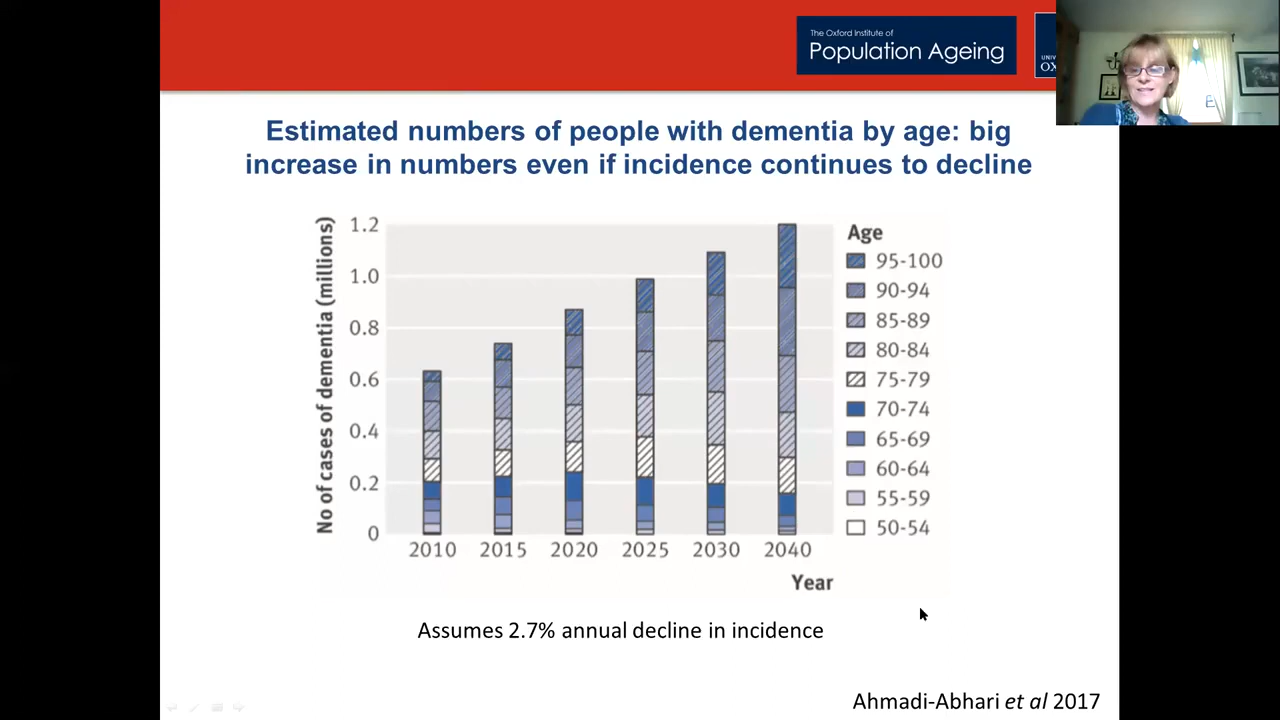 The Oxford Institute of
Population Ageing
UNIV
OX
Estimated numbers of people with dementia by age: big
increase in numbers even if incidence continues to decline
No of cases of dementia (millions)
1.2
1.0
0.8
0.6
0.4
0.2
0
2010 2015 2020 2025 2030 2040
Year
Age
95-100
90-94
85-89
80-84
75-79
70-74
65-69
60-64
55-59
50-54
Assumes 2.7% annual decline in incidence
Ahmadi-Abhari et al 2017